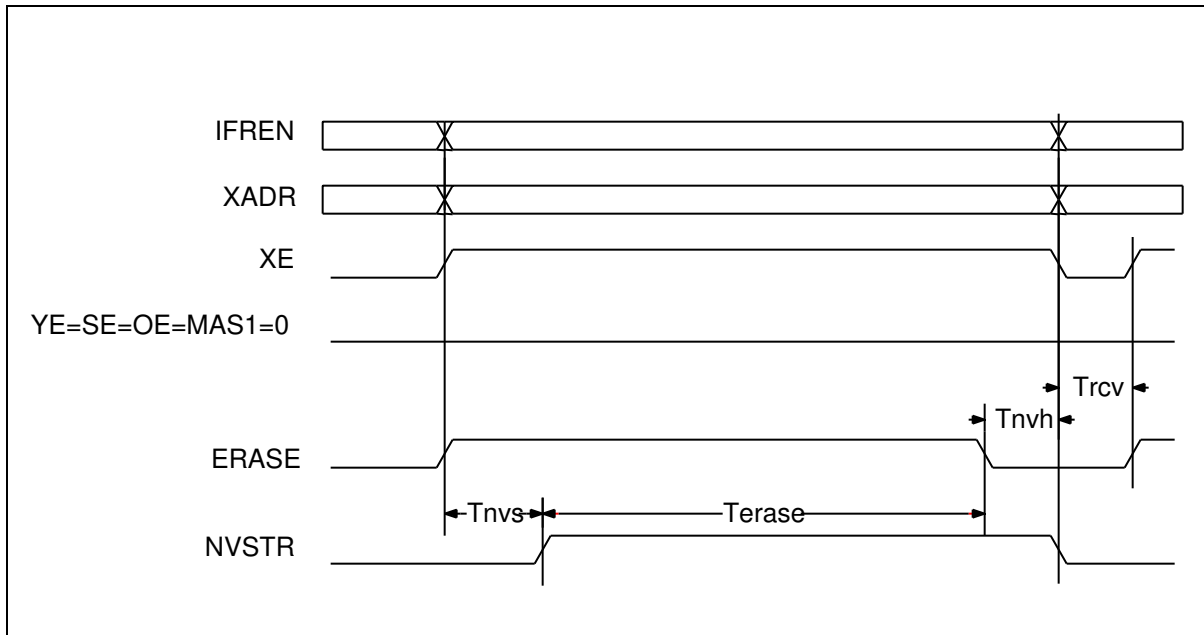 IFREN
XADR
XE
YE=SE=OE=MAS1=0
Trcv
Tnvh
ERASE
Tnvs
Terase
NVSTR